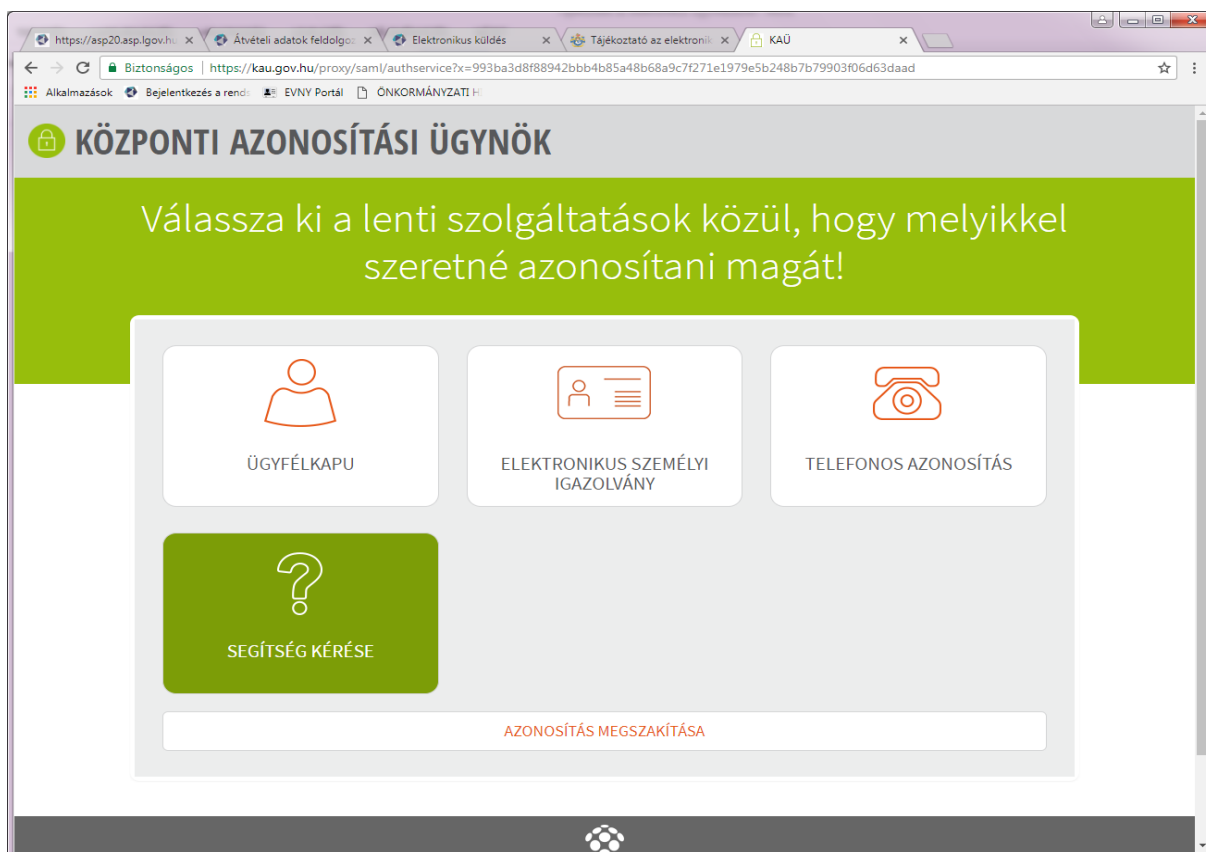 https://asp20.asp.lgov.h
Átvételi adatok feldolgo
Elektronikus küldés
Tájékoztató az elektroni
KAÜ
Biztonságos | https://kau.gov.hu/proxy/saml/authservice?x=993ba3d8f88942bbb4b85a48b68a9c7f271e1979e5b248b7b79903f06d63daad
Alkalmazások Bejelentkezés a rend EVNY Portál ÖNKORMÁNYZATI H
KÖZPONTI AZONOSÍTÁSI ÜGYNÖK
Válassza ki a lenti szolgáltatások közül, hogy melyikkel
szeretné azonosítani magát!
ÜGYFÉLKAPU
ELEKTRONIKUS SZEMÉLYI
IGAZOLVÁNY
TELEFONOS AZONOSÍTÁS
SEGÍTSÉG KÉRÉSE
AZONOSÍTÁS MEGSZAKÍTÁSA